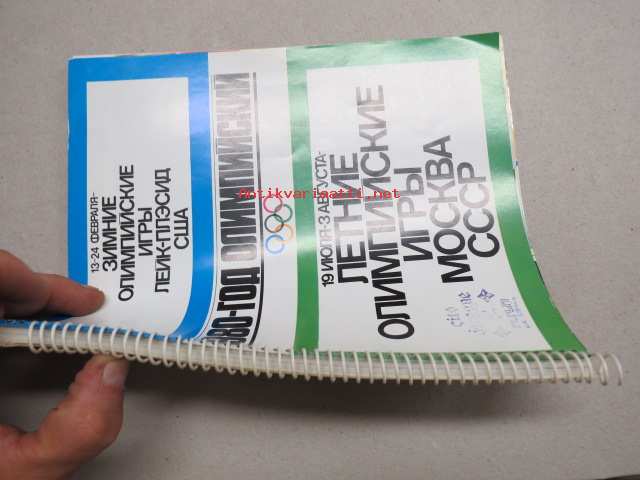 13-24 ФЕВРАЛЯ-
ЗИМНИЕ
ОЛИМПИЙСКИЕ
ИГРЫ
ЛЕЙК-ПЛЭСИД
США
980-ГОД ОЛИМПИЙСКИЙ
19 ИЮЛЯ-3 АВГУСТА-
ЛЕТНИЕ
ОЛИМПИЙСКИЕ
ИГРЫ
МОСКВА
СССР
Antikvariaatti.net